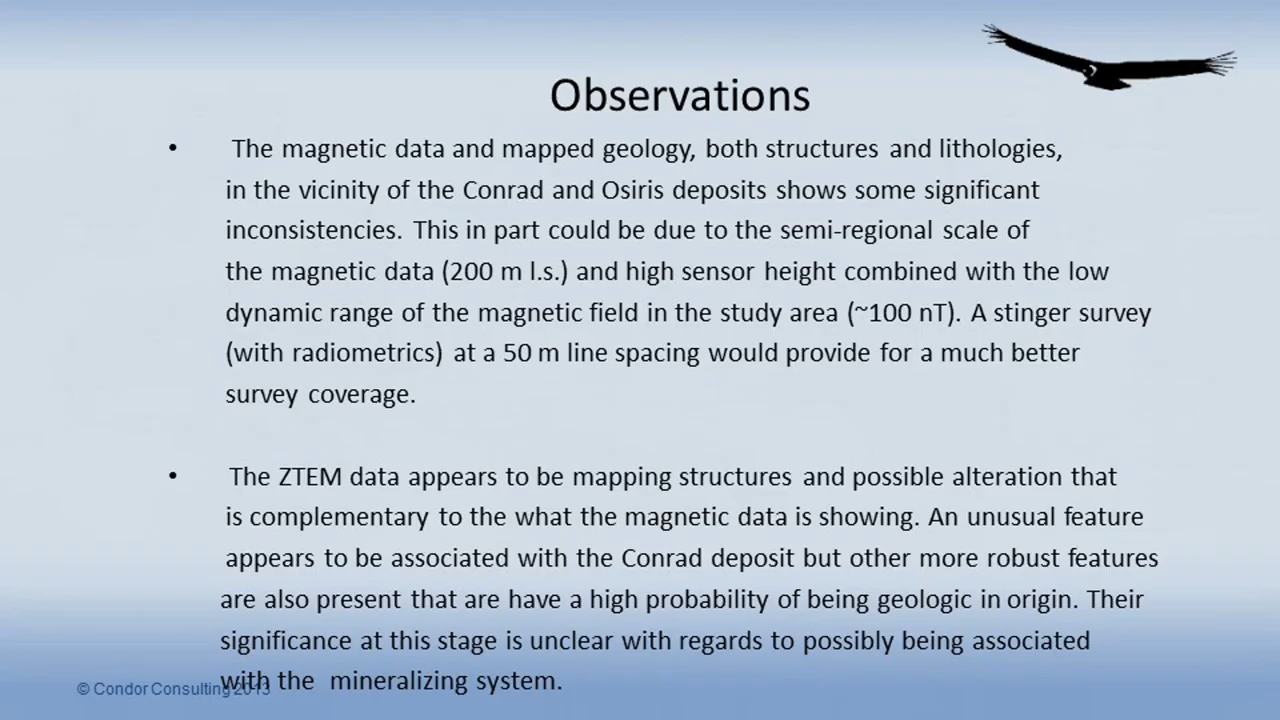 Observations
• The magnetic data and mapped geology, both structures and lithologies,
in the vicinity of the Conrad and Osiris deposits shows some significant
inconsistencies. This in part could be due to the semi-regional scale of
the magnetic data (200 m l.s.) and high sensor height combined with the low
dynamic range of the magnetic field in the study area (~100 nT). A stinger survey
(with radiometrics) at a 50 m line spacing would provide for a much better
survey coverage.
• The ZTEM data appears to be mapping structures and possible alteration that
is complementary to the what the magnetic data is showing. An unusual feature
appears to be associated with the Conrad deposit but other more robust features
are also present that are have a high probability of being geologic in origin. Their
significance at this stage is unclear with regards to possibly being associated
with the mineralizing system.
© Condor Consulting 2013